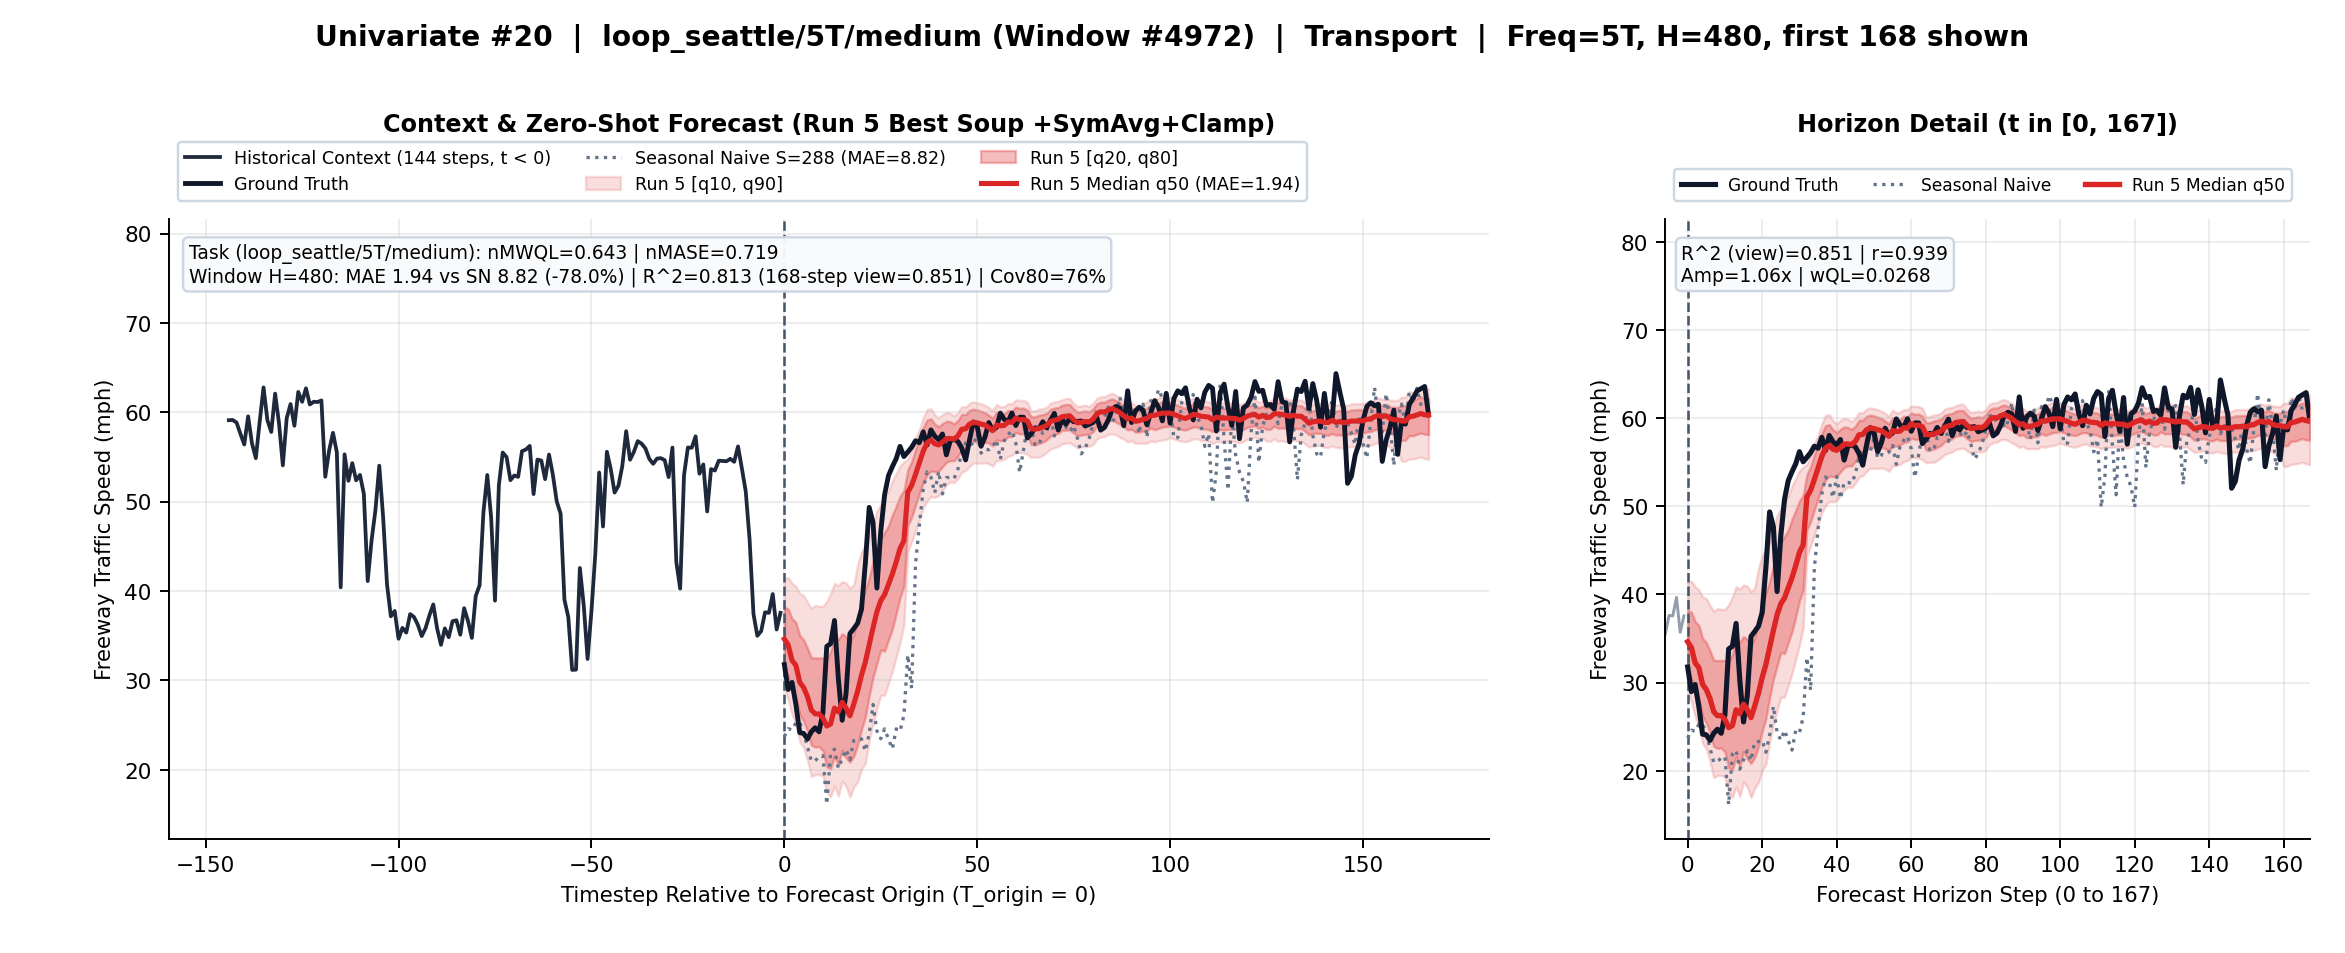 Univariate #20 | loop_seattle/5T/medium (Window #4972) | Transport | Freq=5T, H=480, first 168 shown
Context & Zero-Shot Forecast (Run 5 Best Soup +SymAvg+Clamp)
Historical Context (144 steps, t < 0)
Ground Truth
Seasonal Naive S=288 (MAE=8.82)
Run 5 [q10, q90]
Run 5 [q20, q80]
Run 5 Median q50 (MAE=1.94)
Task (loop_seattle/5T/medium): nMWQL=0.643 | nMASE=0.719
Window H=480: MAE 1.94 vs SN 8.82 (-78.0%) | R^2=0.813 (168-step view=0.851) | Cov80=76%
Freeway Traffic Speed (mph)
80
70
60
50
40
30
20
−150 −100 −50 0 50 100 150
Timestep Relative to Forecast Origin (T_origin = 0)
Horizon Detail (t in [0, 167])
Ground Truth Seasonal Naive Run 5 Median q50
R^2 (view)=0.851 | r=0.939
Amp=1.06x | wQL=0.0268
Freeway Traffic Speed (mph)
80
70
60
50
40
30
20
0 20 40 60 80 100 120 140 160
Forecast Horizon Step (0 to 167)